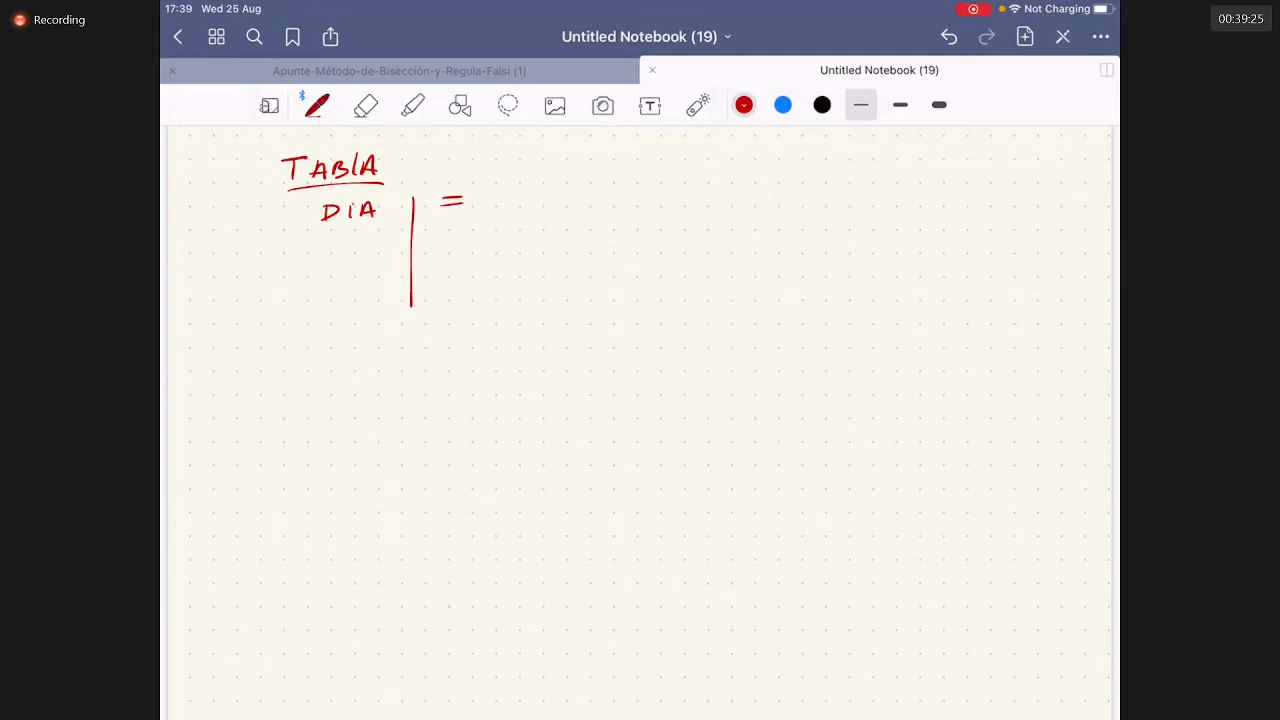 Recording
17:39 Wed 25 Aug
Not Charging
00:39:25
Untitled Notebook (19)
Apunte-Método-de-Bisección-y-Regula-Falsi (1)
Untitled Notebook (19)
T
TABLA
DIA =